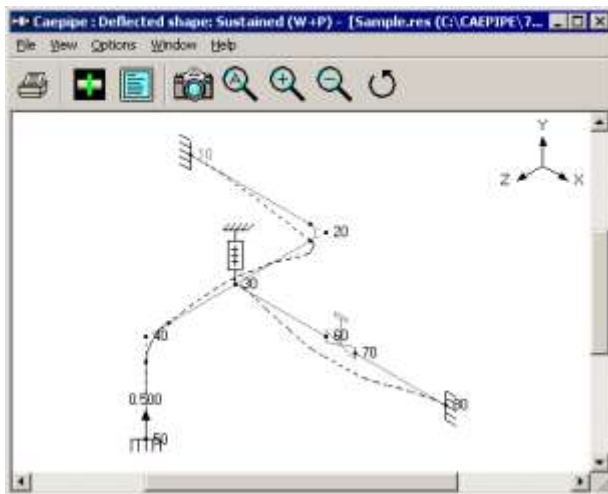 Caepipe : Deflected shape: Sustained (W+P) - [Sample.res (C:\CAEPIPE\7...
File View Options Window Help
Y
Z X
10
20
30
40
60
70
0.500
80
50